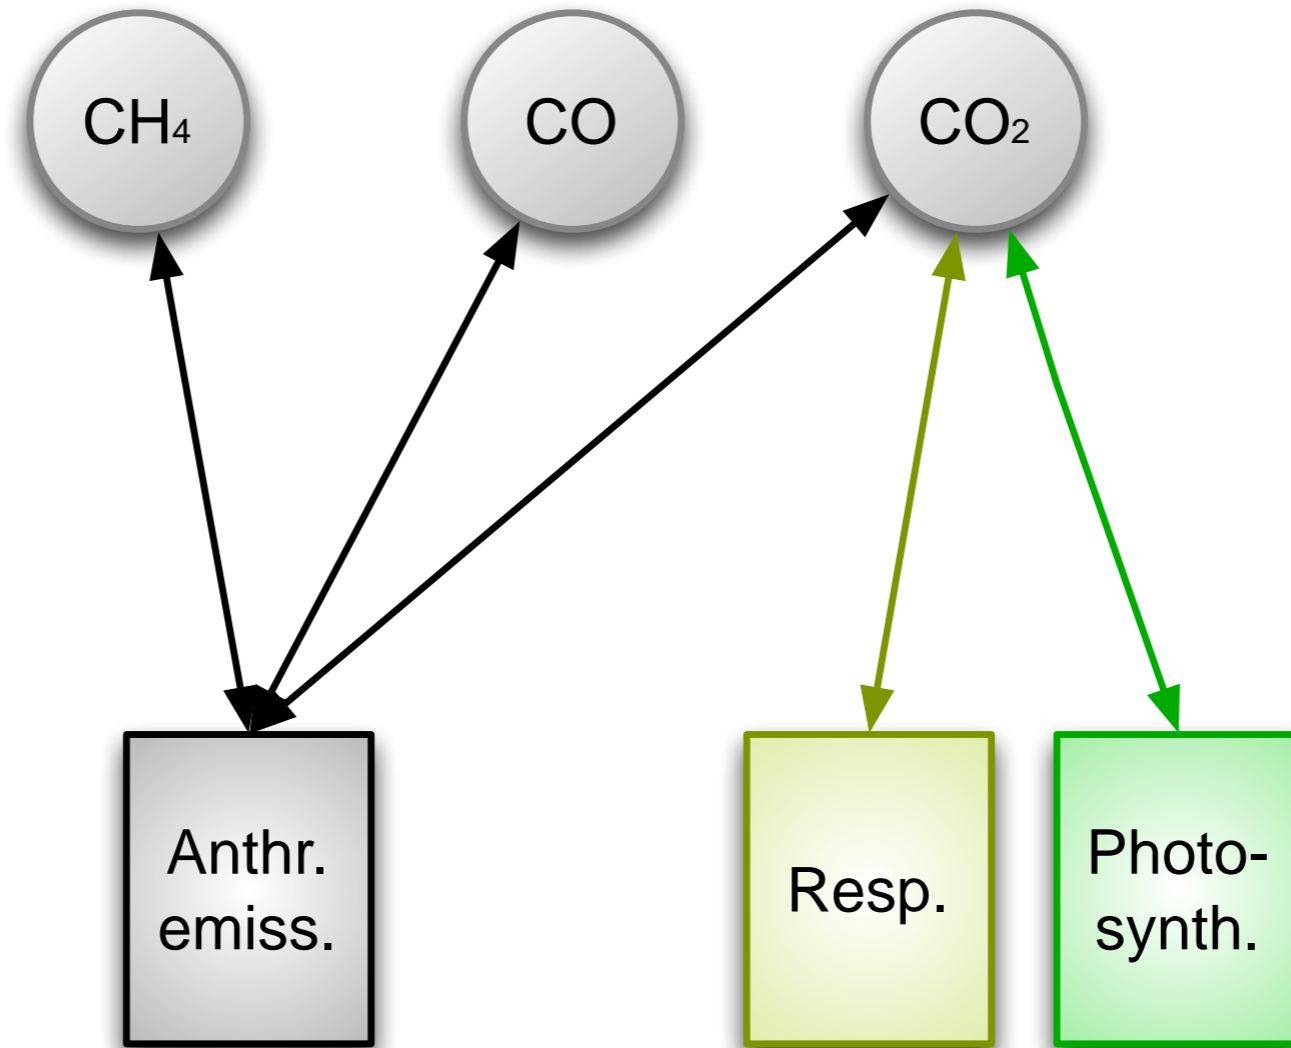 CH₄
CO
CO₂
Anthr.
emiss.
Resp.
Photo-
synth.